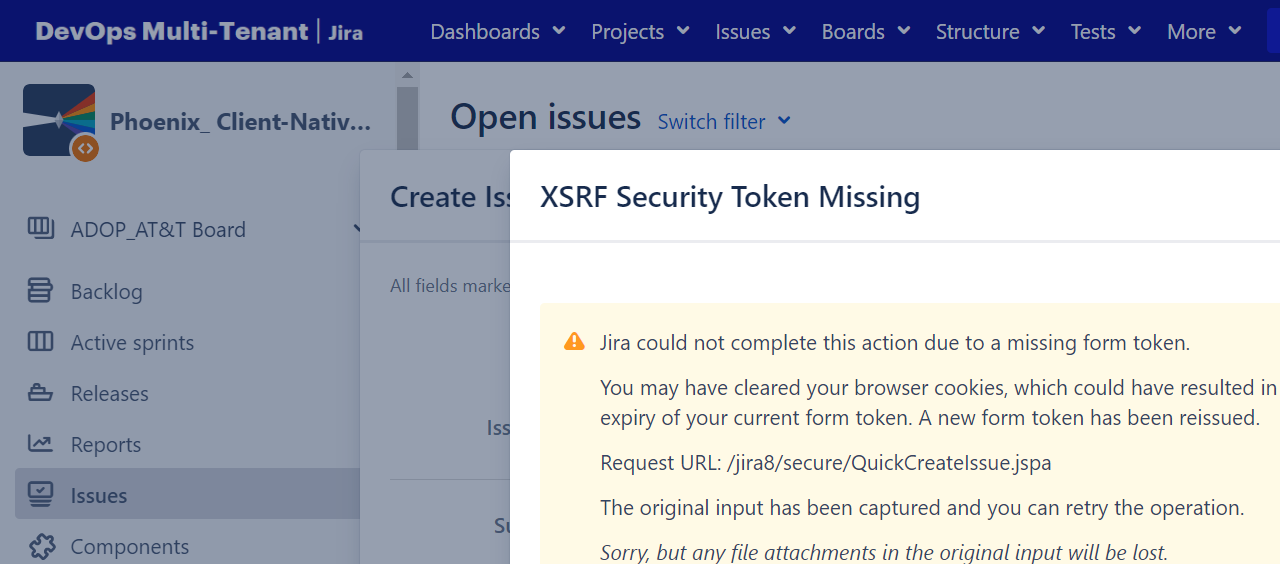 DevOps Multi-Tenant | Jira
Dashboards Projects Issues Boards Structure Tests More
Phoenix_ Client-Nativ...
Open issues Switch filter
ADOP_AT&T Board
Backlog
Active sprints
Releases
Reports
Issues
Components
Create Iss
All fields marke
Iss
Su
XSRF Security Token Missing
Jira could not complete this action due to a missing form token.
You may have cleared your browser cookies, which could have resulted in
expiry of your current form token. A new form token has been reissued.
Request URL: /jira8/secure/QuickCreateIssue.jspa
The original input has been captured and you can retry the operation.
Sorry, but any file attachments in the original input will be lost.